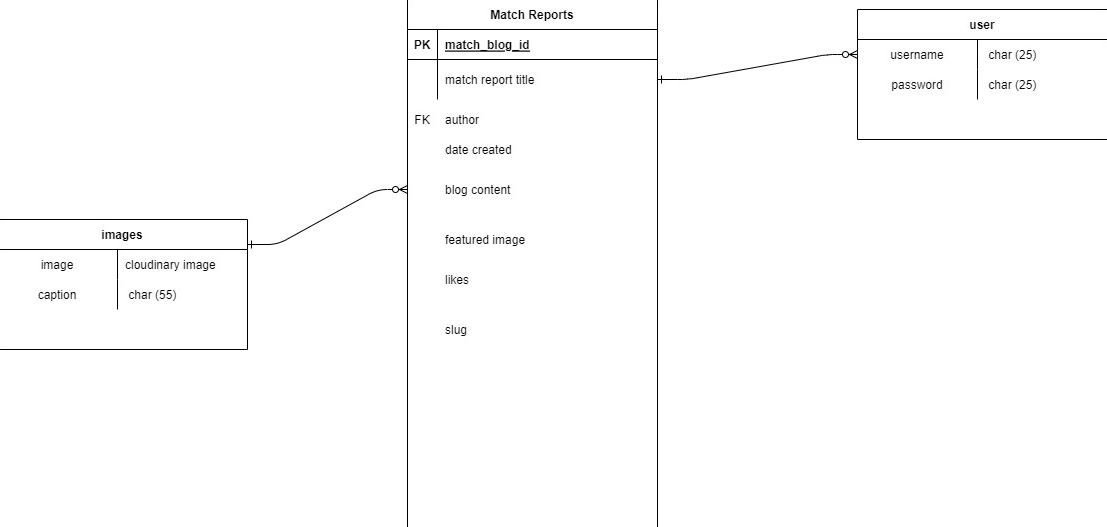 Match Reports
PK match_blog_id
match report title
FK author
date created
blog content
featured image
likes
slug
user
username char (25)
password char (25)
images
image cloudinary image
caption char (55)